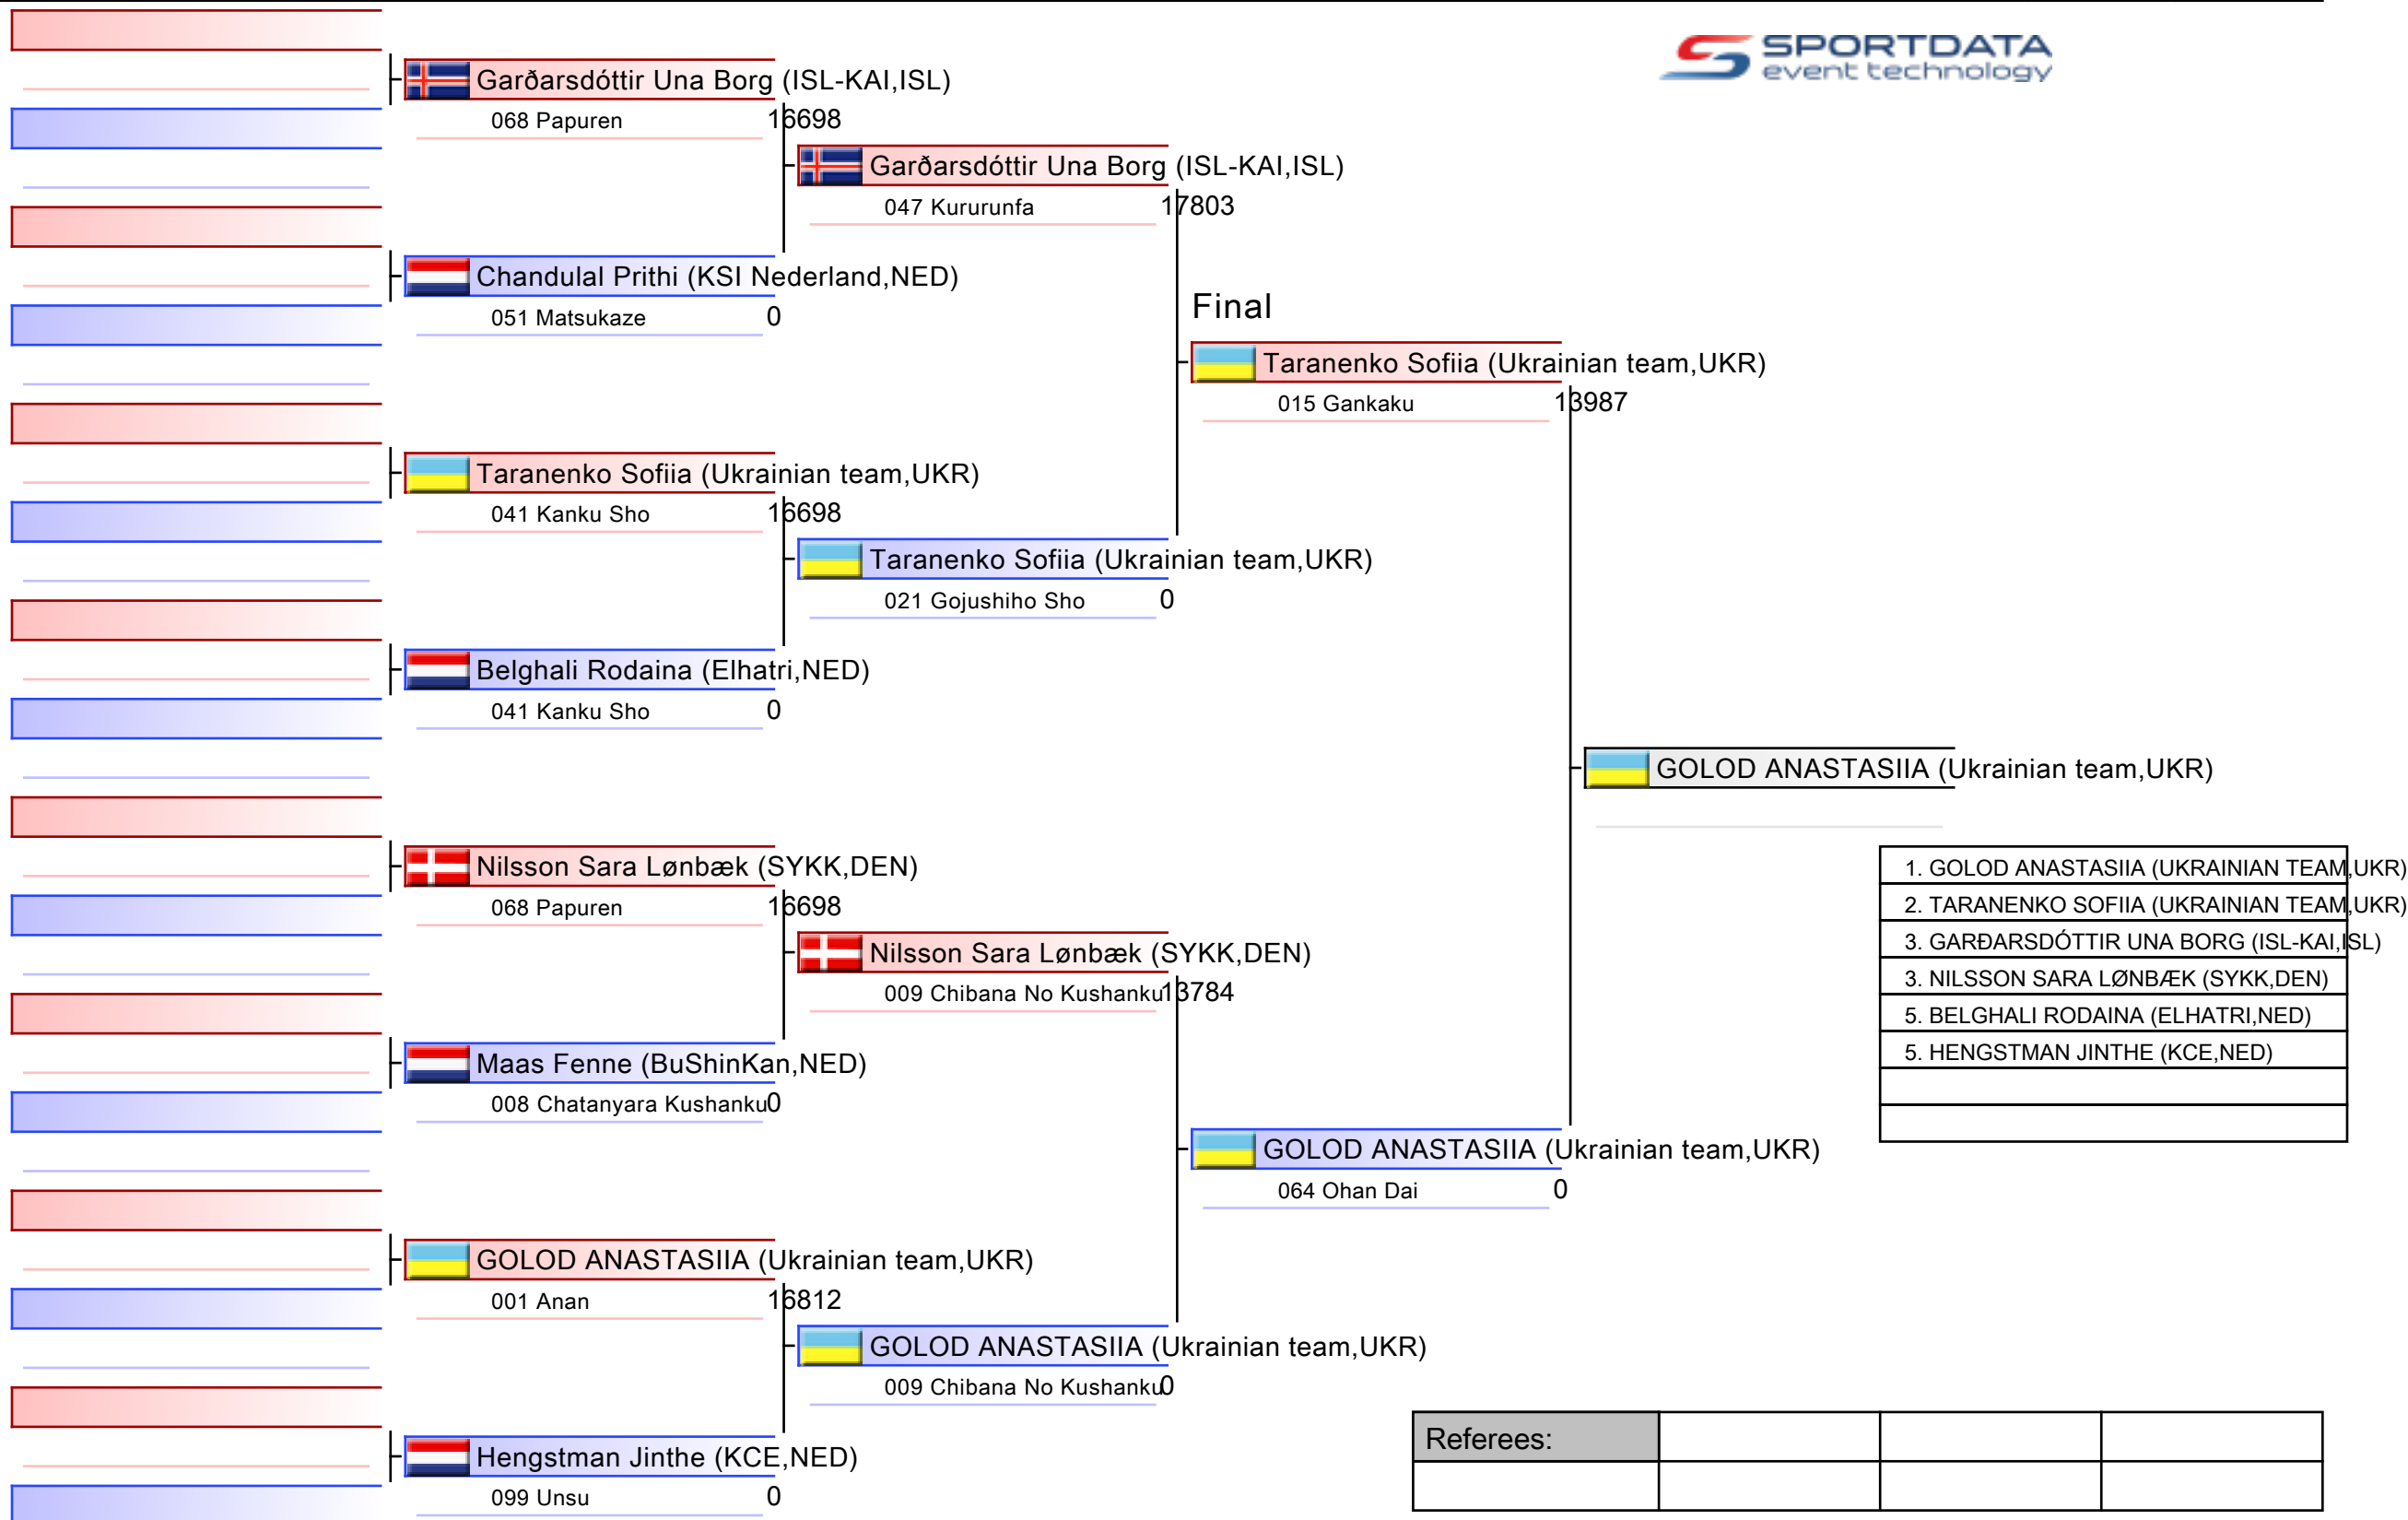 SPORTDATA
event technology
Garðarsdóttir Una Borg (ISL-KAI,ISL)
068 Papuren 16698
Garðarsdóttir Una Borg (ISL-KAI,ISL)
047 Kururunfa 17803
Chandulal Prithi (KSI Nederland,NED)
051 Matsukaze 0
Final
Taranenko Sofiia (Ukrainian team,UKR)
015 Gankaku 13987
Taranenko Sofiia (Ukrainian team,UKR)
041 Kanku Sho 16698
Taranenko Sofiia (Ukrainian team,UKR)
021 Gojushiho Sho 0
Belghali Rodaina (Elhatri,NED)
041 Kanku Sho 0
GOLOD ANASTASIIA (Ukrainian team,UKR)
Nilsson Sara Lønbæk (SYKK,DEN)
068 Papuren 16698
Nilsson Sara Lønbæk (SYKK,DEN)
009 Chibana No Kushanku 13784
Maas Fenne (BuShinKan,NED)
008 Chatanyara Kushanku 0
GOLOD ANASTASIIA (Ukrainian team,UKR)
064 Ohan Dai 0
GOLOD ANASTASIIA (Ukrainian team,UKR)
001 Anan 16812
GOLOD ANASTASIIA (Ukrainian team,UKR)
009 Chibana No Kushanku 0
Hengstman Jinthe (KCE,NED)
099 Unsu 0
1. GOLOD ANASTASIIA (UKRAINIAN TEAM,UKR)
2. TARANENKO SOFIIA (UKRAINIAN TEAM,UKR)
3. GARÐARSDÓTTIR UNA BORG (ISL-KAI,ISL)
3. NILSSON SARA LØNBÆK (SYKK,DEN)
5. BELGHALI RODAINA (ELHATRI,NED)
5. HENGSTMAN JINTHE (KCE,NED)
Referees: